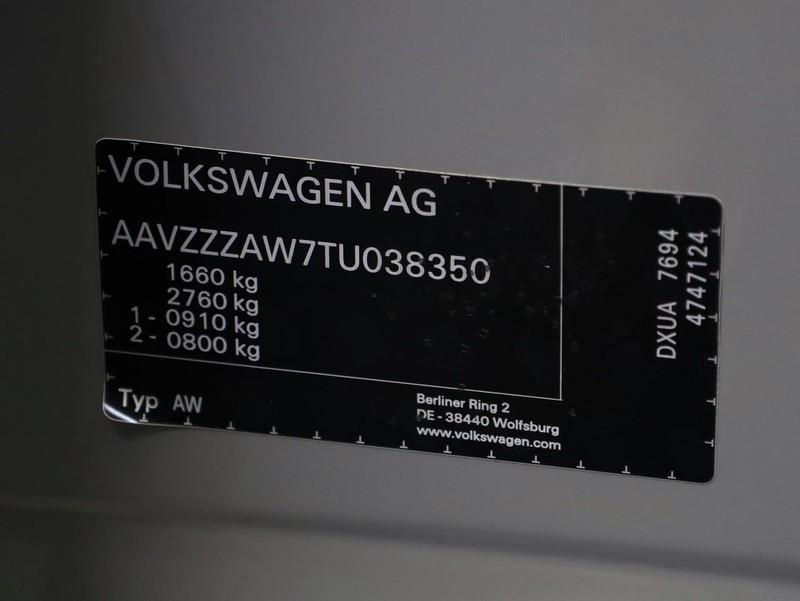 VOLKSWAGEN AG
AAVZZZAW7TU038350
1660 kg
2760 kg
1 - 0910 kg
2 - 0800 kg
Typ AW
Berliner Ring 2
DE - 38440 Wolfsburg
www.volkswagen.com
DXUA 7694
4747124